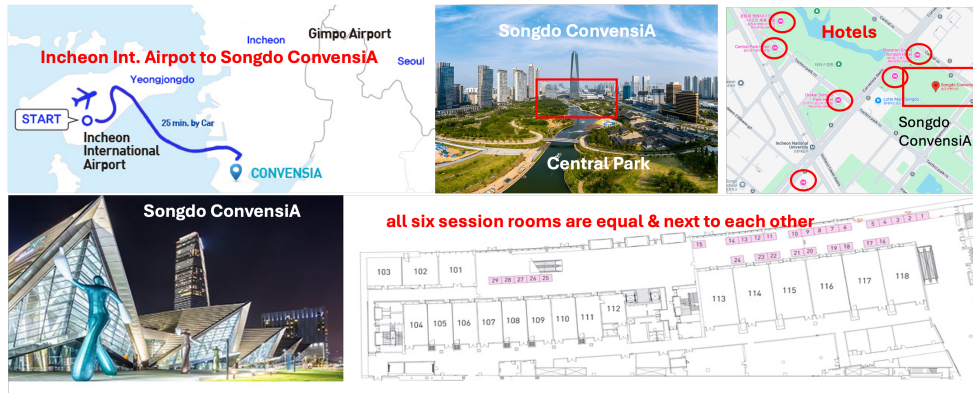 Incheon
Gimpo Airport
Incheon Int. Airpot to Songdo ConvensiA
Seoul
Yeongjongdo
START
25 min. by Car
Incheon
International
Airport
CONVENSIA
Songdo ConvensiA
Central Park
Hotels
Central Park
Songdo
ConvensiA
Incheon National
University
Songdo ConvensiA
all six session rooms are equal & next to each other
15 14 13 12 11 10 9 8 7 6 5 4 3 2 1
24 23 22 21 20 19 18 17 16
29 28 27 26 25
103 102 101
104 105 106 107 108 109 110 111 112
113 114 115 116 117 118